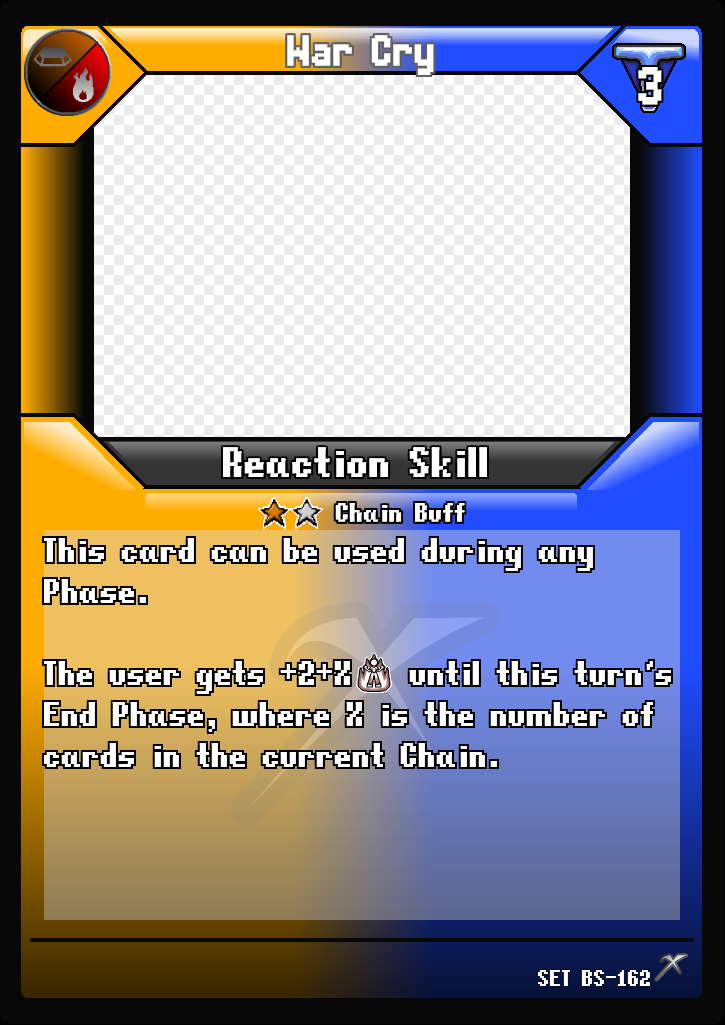 War Cry
3
Reaction Skill
Chain Buff
This card can be used during any
Phase.
The user gets +2+X until this turn's
End Phase, where X is the number of
cards in the current Chain.
SET BS-162